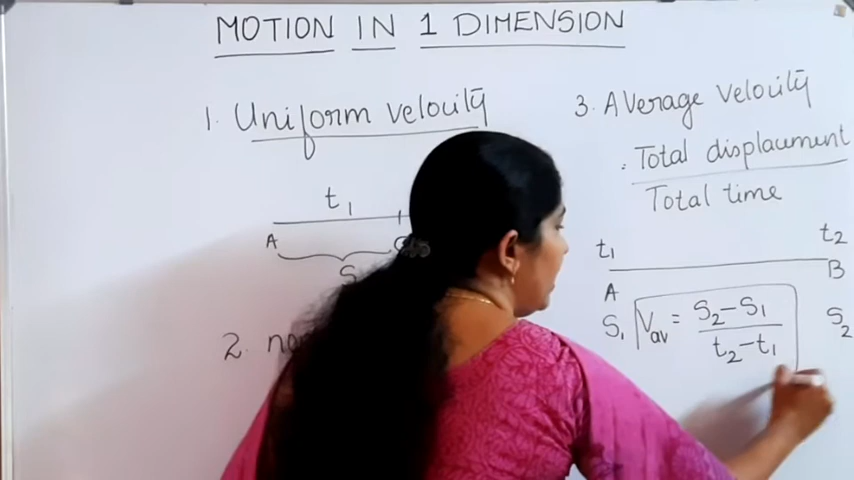 MOTION IN 1 DIMENSION
1. Uniform velocity
t1
A
S
2.
3. Average velocity
Total displacement
Total time
t1 t2
A B
S1 Vav = S2-S1 / t2-t1 S2